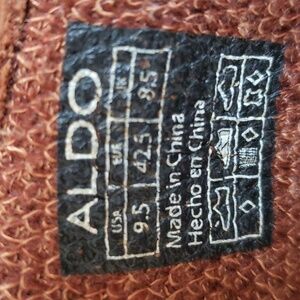 ALDO
USA EUR UK
9.5 42.5 8.5
Made in China
Hecho en China